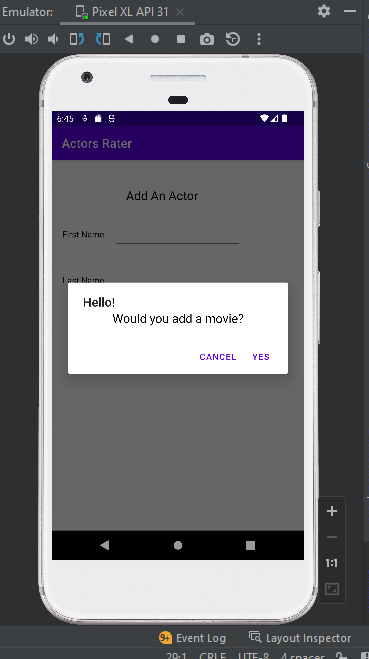 Emulator: Pixel XL API 31
6:45
Actors Rater
Add An Actor
First Name
Last Name
Hello!
Would you add a movie?
CANCEL YES
1:1
9+ Event Log Layout Inspector
29:1 CRLF UTF-8 4 spaces